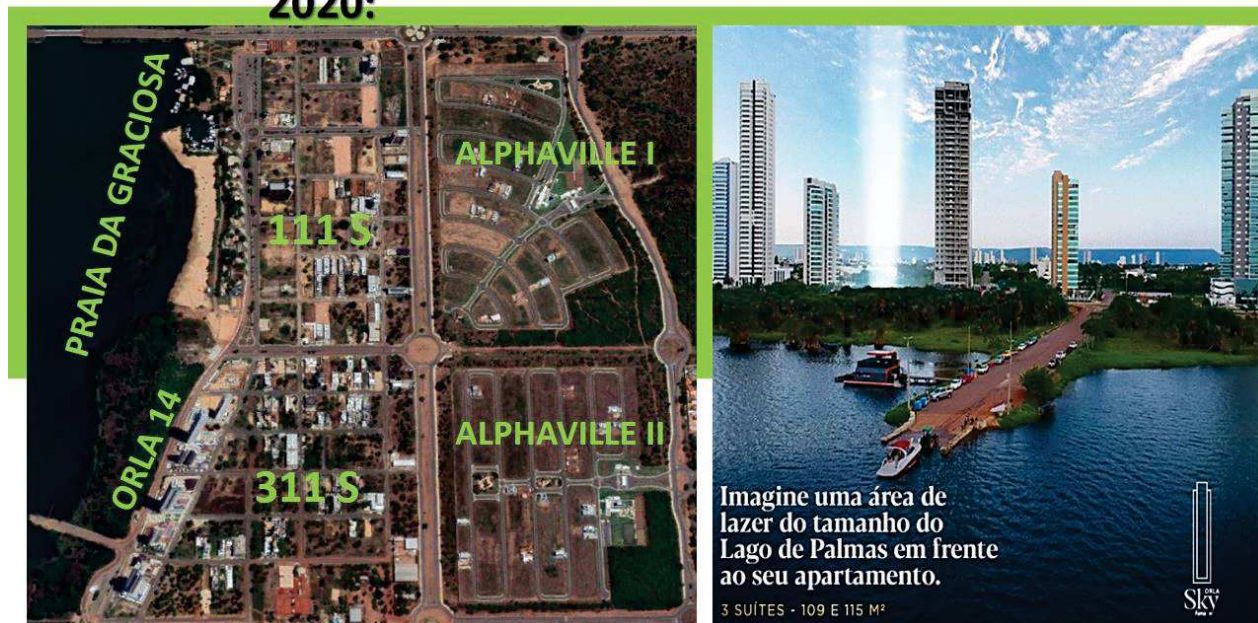 2020:
PRAIA DA GRACIOSA
111 S
ALPHAVILLE I
ORLA 14
311 S
ALPHAVILLE II
Imagine uma área de
lazer do tamanho do
Lago de Palmas em frente
ao seu apartamento.
3 SUÍTES - 109 E 115 M²
ORLA
Sky